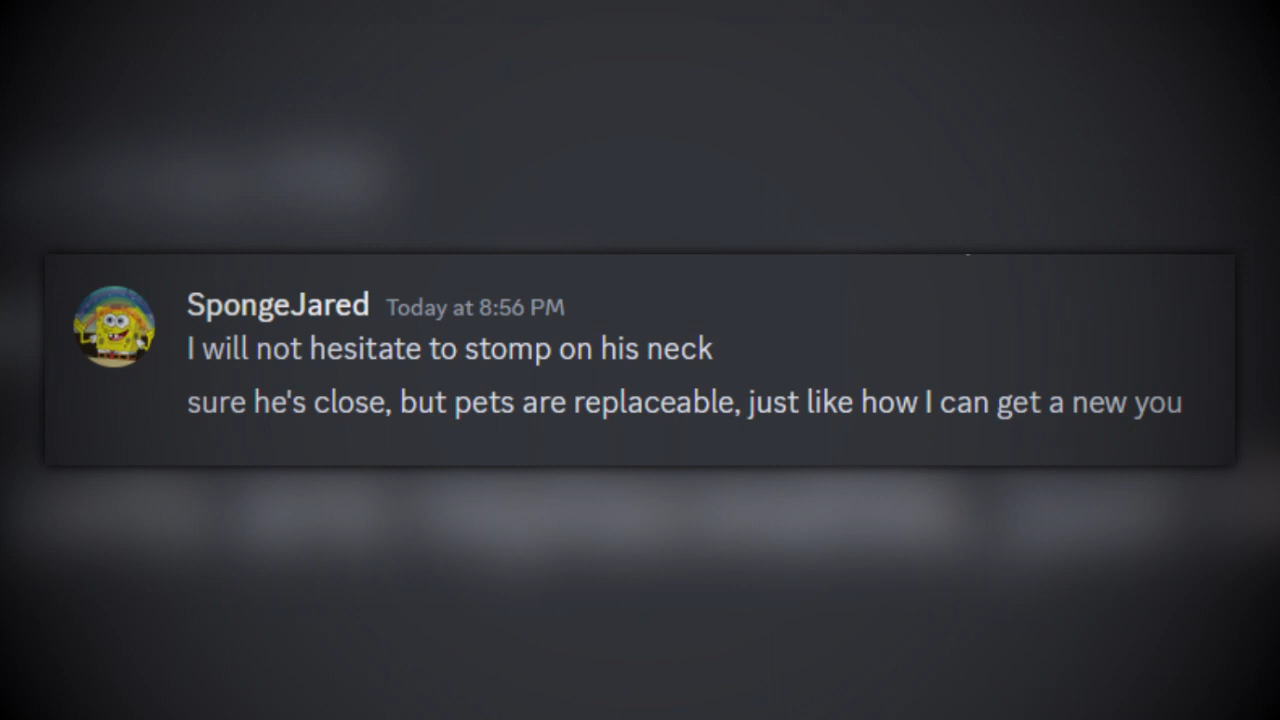 SpongeJared Today at 8:56 PM
I will not hesitate to stomp on his neck
sure he's close, but pets are replaceable, just like how I can get a new you